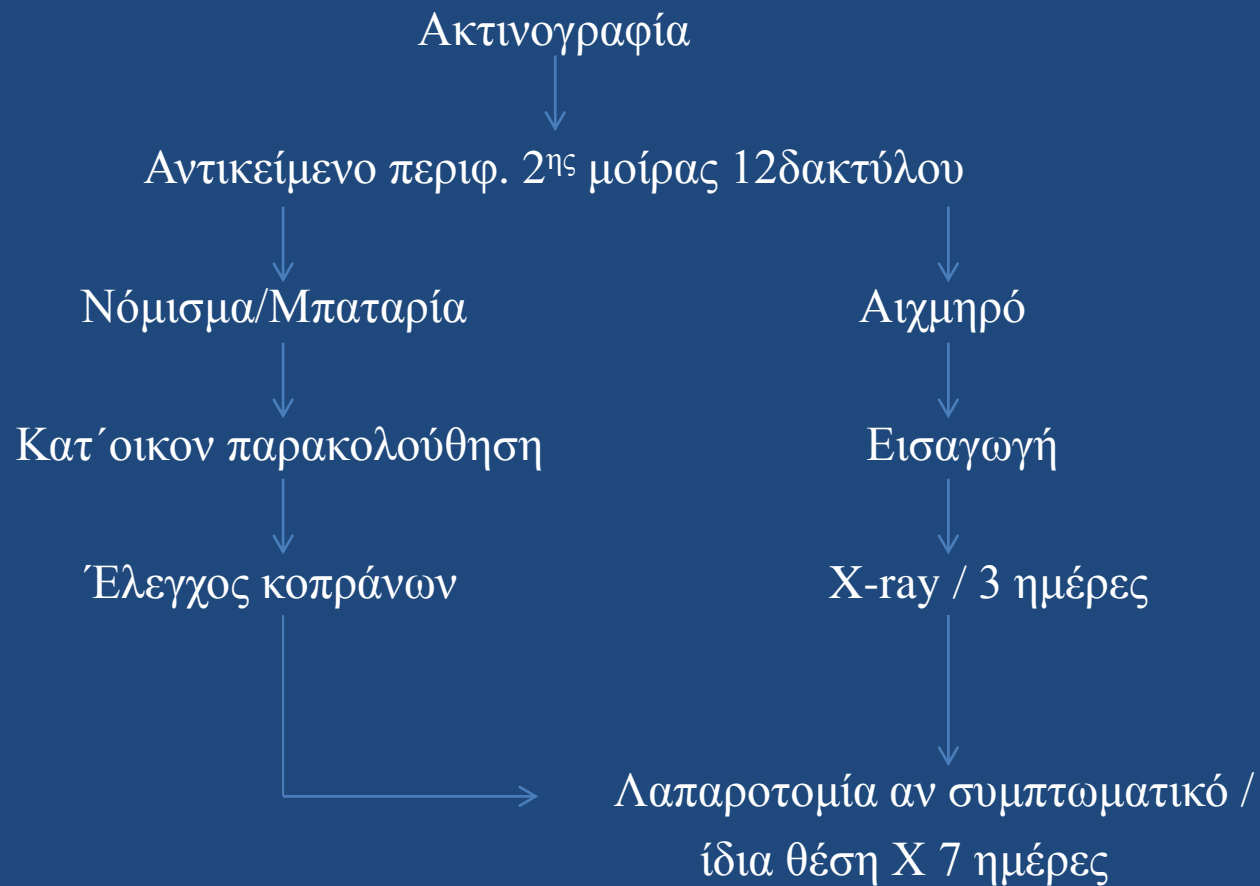 Ακτινογραφία
Αντικείμενο περιφ. 2ης μοίρας 12δακτύλου
Νόμισμα/Μπαταρία
Αιχμηρό
Κατ΄οικον παρακολούθηση
Εισαγωγή
Έλεγχος κοπράνων
X-ray / 3 ημέρες
Λαπαροτομία αν συμπτωματικό /
ίδια θέση Χ 7 ημέρες